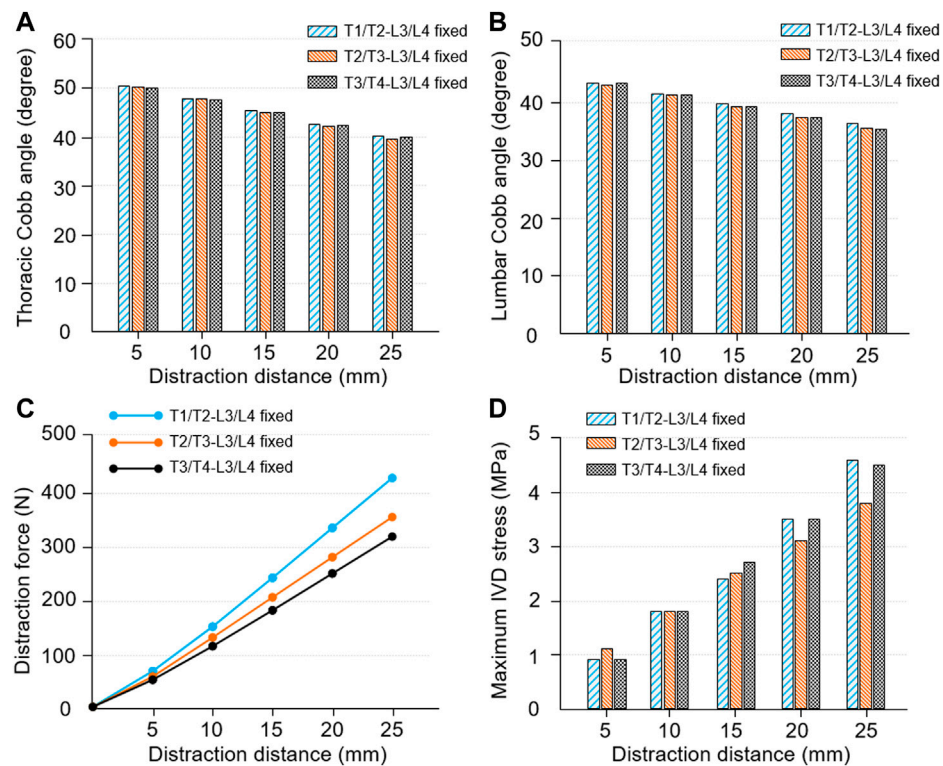 A
T1/T2-L3/L4 fixed
T2/T3-L3/L4 fixed
T3/T4-L3/L4 fixed
Thoracic Cobb angle (degree)
60
50
40
30
20
10
0
5 10 15 20 25
Distraction distance (mm)
B
T1/T2-L3/L4 fixed
T2/T3-L3/L4 fixed
T3/T4-L3/L4 fixed
Lumbar Cobb angle (degree)
50
40
30
20
10
0
5 10 15 20 25
Distraction distance (mm)
C
T1/T2-L3/L4 fixed
T2/T3-L3/L4 fixed
T3/T4-L3/L4 fixed
Distraction force (N)
500
400
300
200
100
0
5 10 15 20 25
Distraction distance (mm)
D
T1/T2-L3/L4 fixed
T2/T3-L3/L4 fixed
T3/T4-L3/L4 fixed
Maximum IVD stress (MPa)
5
4
3
2
1
0
5 10 15 20 25
Distraction distance (mm)